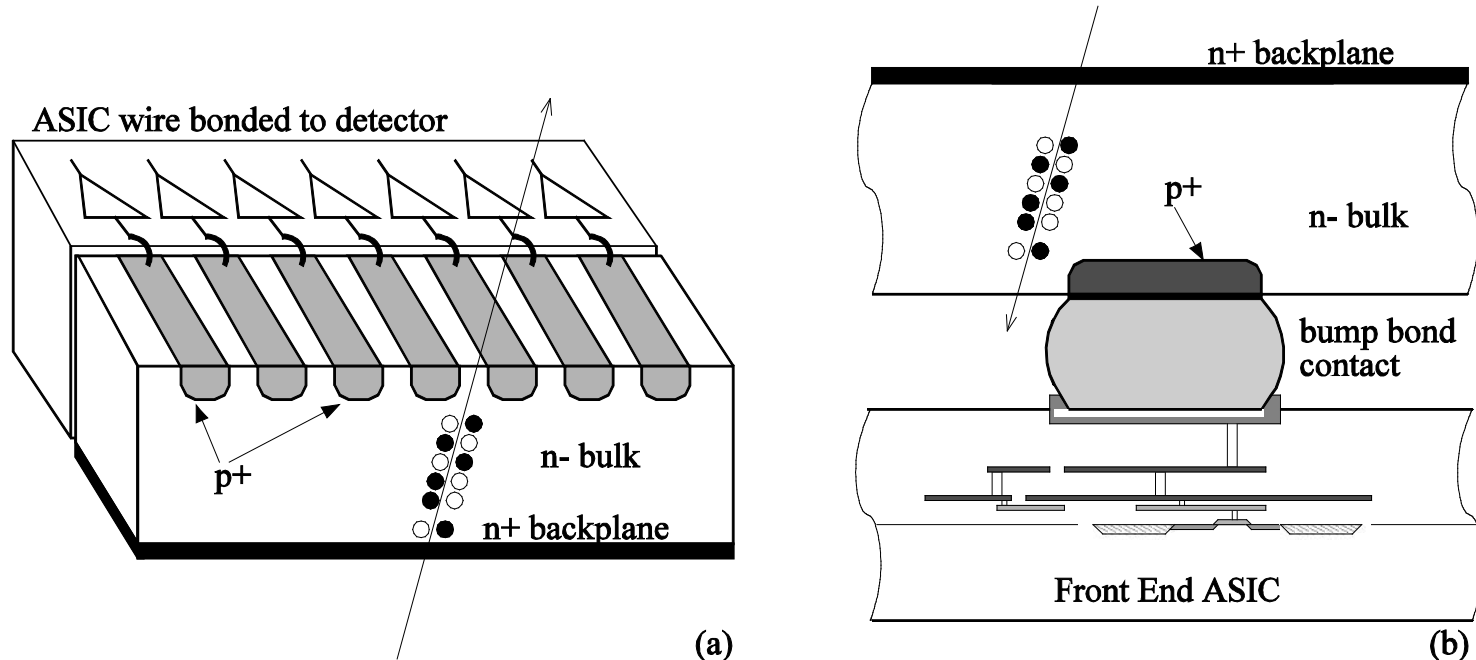 ASIC wire bonded to detector
p+
n- bulk
n+ backplane
(a)
n+ backplane
p+
n- bulk
bump bond
contact
Front End ASIC
(b)